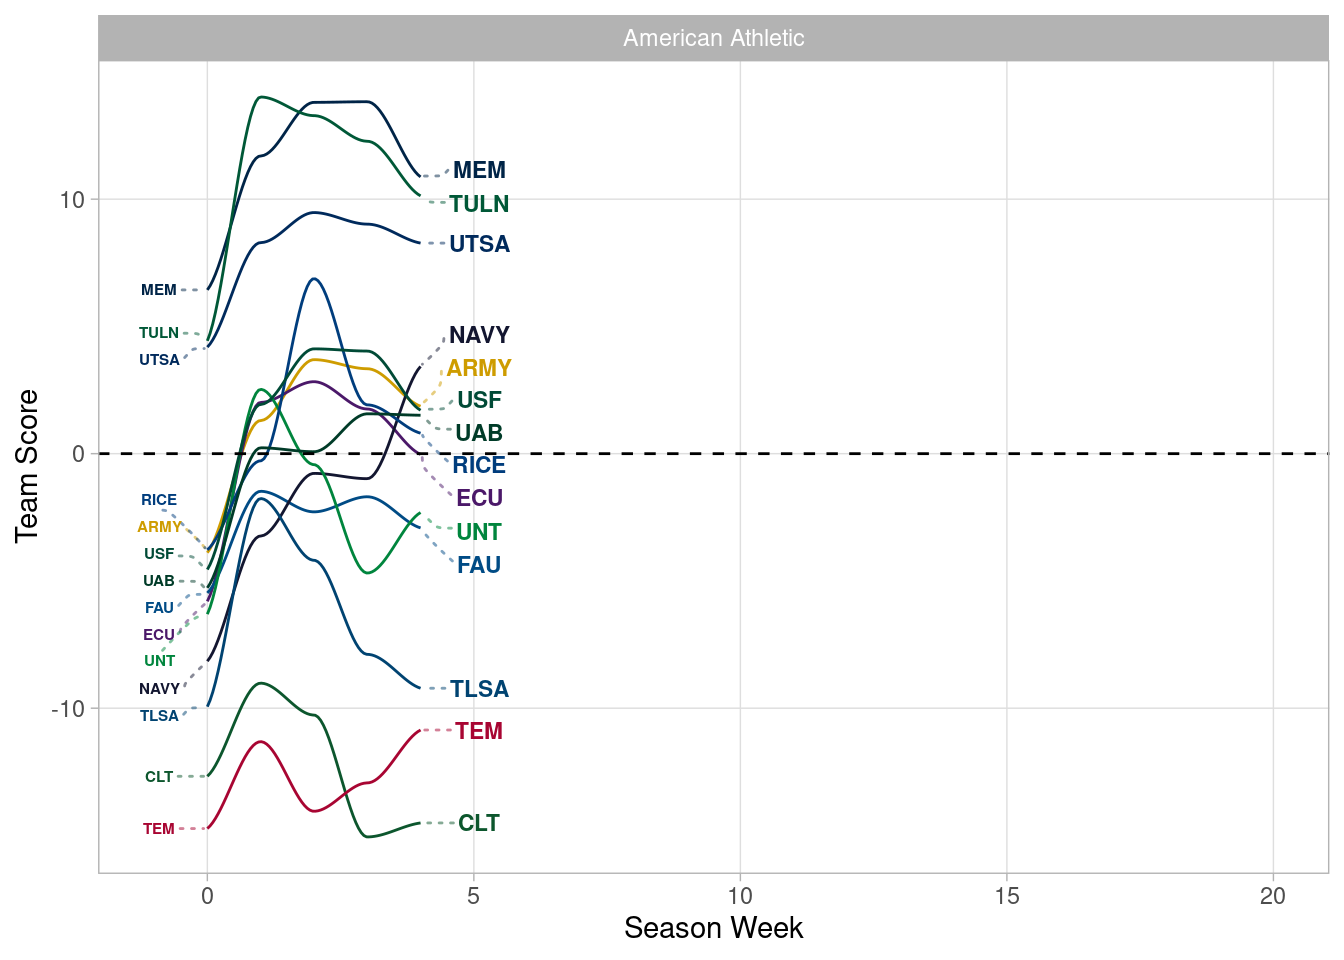 American Athletic
Team Score
10
0
-10
MEM
TULN
UTSA
RICE
ARMY
USF
UAB
FAU
ECU
UNT
NAVY
TLSA
CLT
TEM
MEM
TULN
UTSA
NAVY
ARMY
USF
UAB
RICE
ECU
UNT
FAU
TLSA
TEM
CLT
0
5
10
15
20
Season Week